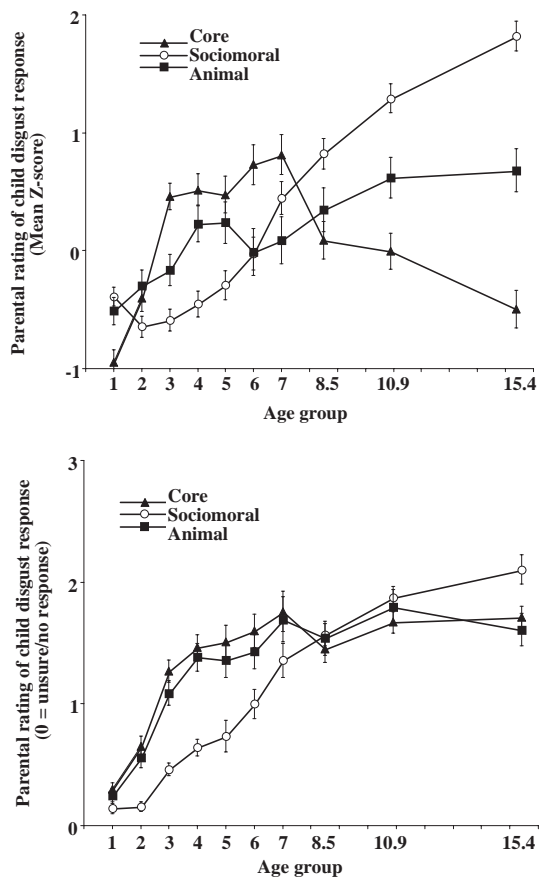 2
Core
Sociomoral
Animal
1
0
-1
Parental rating of child disgust response
(Mean Z-score)
1 2 3 4 5 6 7 8.5 10.9 15.4
Age group
3
Core
Sociomoral
Animal
2
1
0
Parental rating of child disgust response
(0 = unsure/no response)
1 2 3 4 5 6 7 8.5 10.9 15.4
Age group